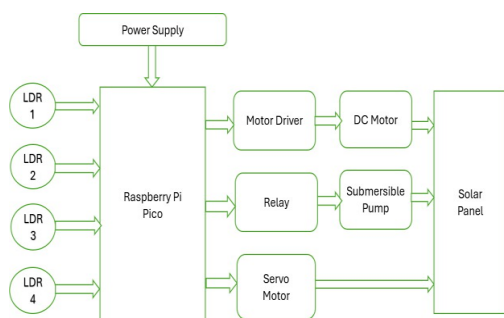 Power Supply
LDR
1
LDR
2
LDR
3
LDR
4
Raspberry Pi
Pico
Motor Driver
DC Motor
Relay
Submersible
Pump
Servo
Motor
Solar
Panel